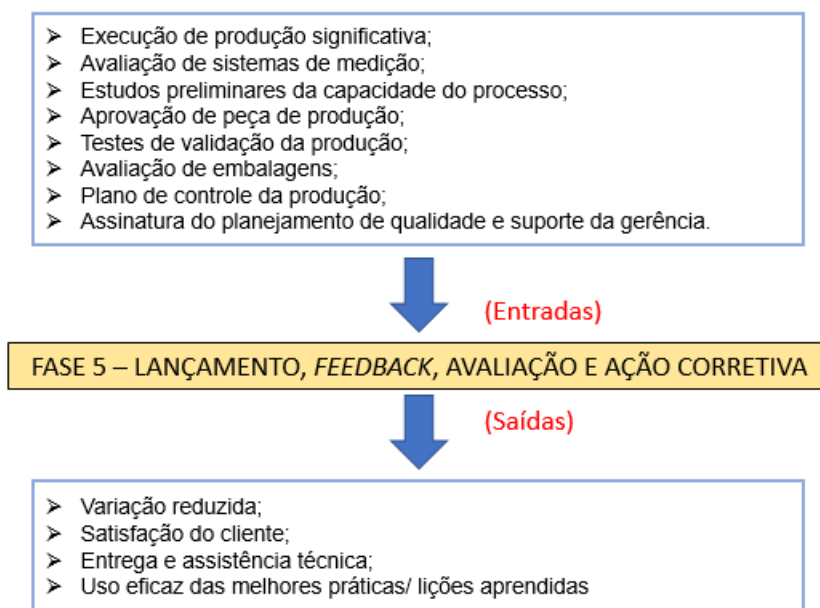 ➢ Execução de produção significativa;
➢ Avaliação de sistemas de medição;
➢ Estudos preliminares da capacidade do processo;
➢ Aprovação de peça de produção;
➢ Testes de validação da produção;
➢ Avaliação de embalagens;
➢ Plano de controle da produção;
➢ Assinatura do planejamento de qualidade e suporte da gerência.
(Entradas)
FASE 5 – LANÇAMENTO, FEEDBACK, AVALIAÇÃO E AÇÃO CORRETIVA
(Saídas)
➢ Variação reduzida;
➢ Satisfação do cliente;
➢ Entrega e assistência técnica;
➢ Uso eficaz das melhores práticas/ lições aprendidas